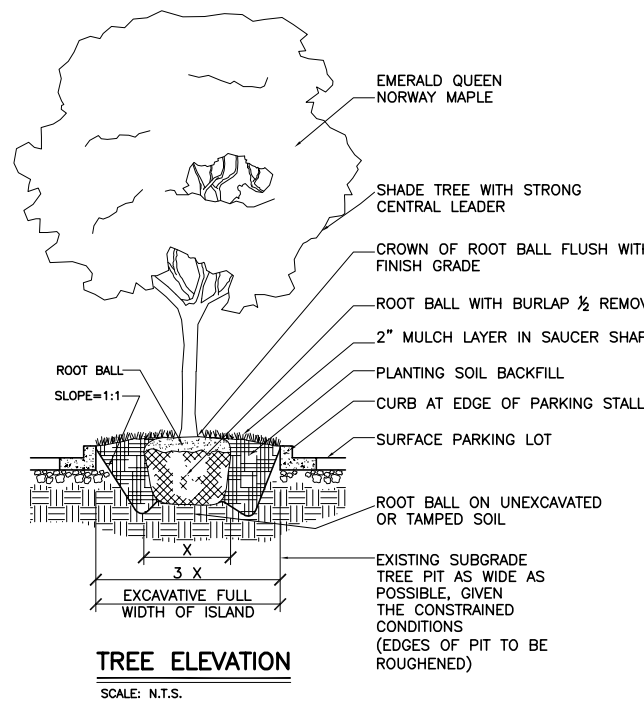 EMERALD QUEEN
NORWAY MAPLE
SHADE TREE WITH STRONG
CENTRAL LEADER
CROWN OF ROOT BALL FLUSH WITH
FINISH GRADE
ROOT BALL WITH BURLAP ½ REMOV
2" MULCH LAYER IN SAUCER SHAP
ROOT BALL
PLANTING SOIL BACKFILL
SLOPE=1:1
CURB AT EDGE OF PARKING STALL
SURFACE PARKING LOT
ROOT BALL ON UNEXCAVATED
OR TAMPED SOIL
X
3 X
EXCAVATIVE FULL
WIDTH OF ISLAND
EXISTING SUBGRADE
TREE PIT AS WIDE AS
POSSIBLE, GIVEN
THE CONSTRAINED
CONDITIONS
(EDGES OF PIT TO BE
ROUGHENED)
TREE ELEVATION
SCALE: N.T.S.